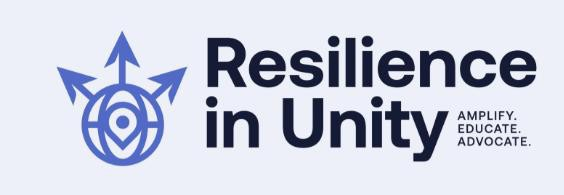 Resilience
in Unity
AMPLIFY.
EDUCATE.
ADVOCATE.